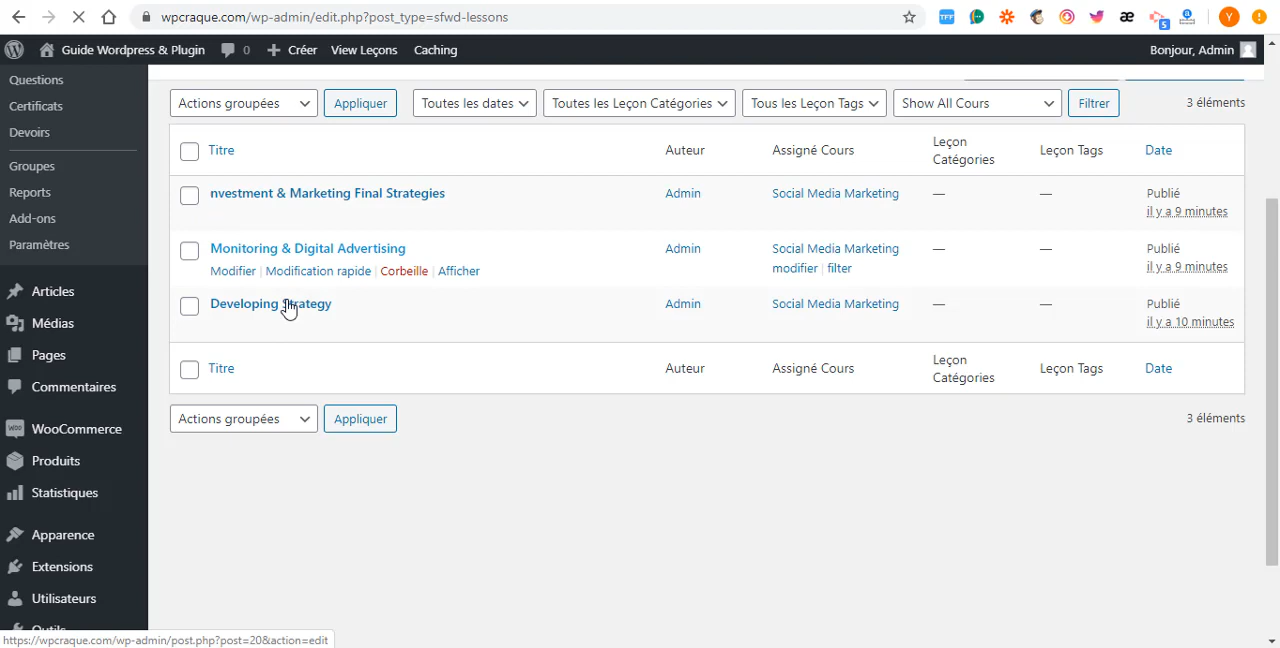 wpcraque.com/wp-admin/edit.php?post_type=sfwd-lessons
Guide Wordpress & Plugin 0 Créer View Leçons Caching Bonjour, Admin
Questions
Certificats
Devoirs
Groupes
Reports
Add-ons
Paramètres
Articles
Médias
Pages
Commentaires
WooCommerce
Produits
Statistiques
Apparence
Extensions
Utilisateurs
Outils
Actions groupées Appliquer Toutes les dates Toutes les Leçon Catégories Tous les Leçon Tags Show All Cours Filtrer 3 éléments
Titre Auteur Assigné Cours Leçon Catégories Leçon Tags Date
nvestment & Marketing Final Strategies Admin Social Media Marketing — — Publié
il y a 9 minutes
Monitoring & Digital Advertising Admin Social Media Marketing — — Publié
Modifier | Modification rapide | Corbeille | Afficher modifier | filter il y a 9 minutes
Developing Strategy Admin Social Media Marketing — — Publié
il y a 10 minutes
Titre Auteur Assigné Cours Leçon Catégories Leçon Tags Date
Actions groupées Appliquer 3 éléments
https://wpcraque.com/wp-admin/post.php?post=20&action=edit